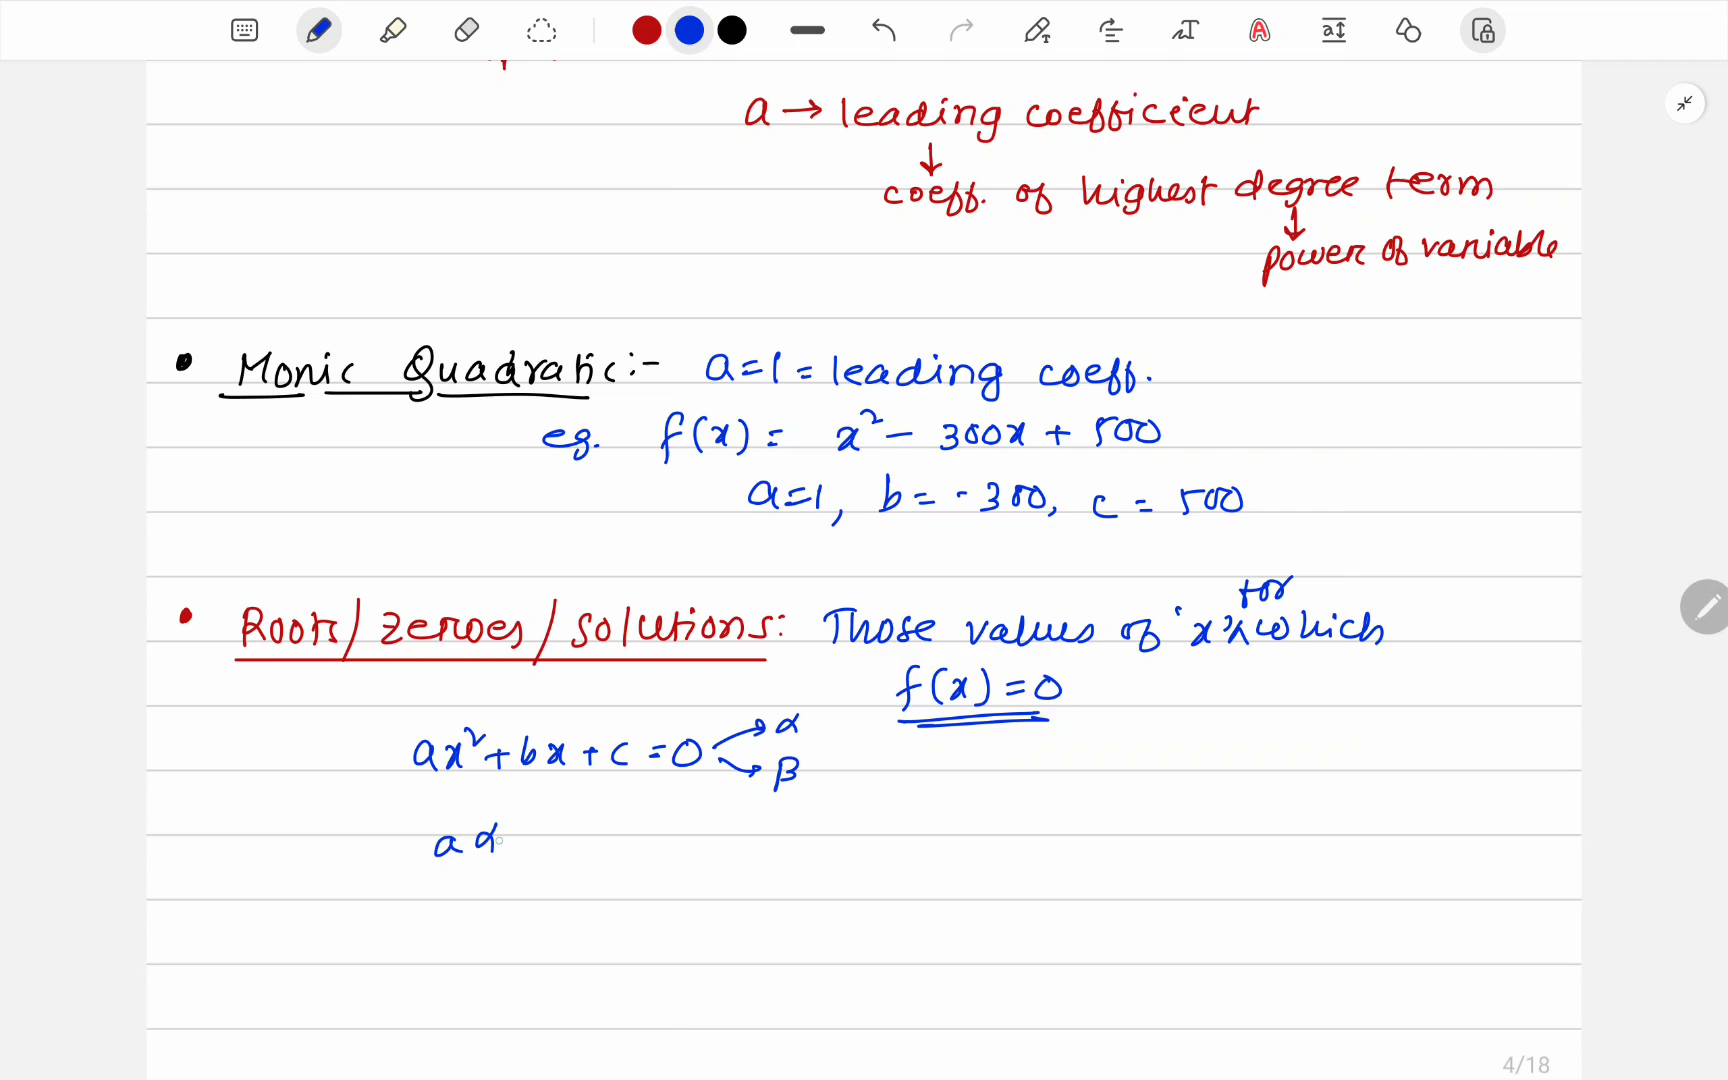 a → leading coefficient
↓
coeff. of highest degree term
↓
power of variable
• Monic Quadratic:- a=1 = leading coeff.
eg. f(x) = x² - 300x + 500
a=1, b= -300, c = 500
• Roots/zeroes/solutions: Those values of 'x' for which
f(x)=0
ax²+bx+c=0 → α
→ β
aα
4/18